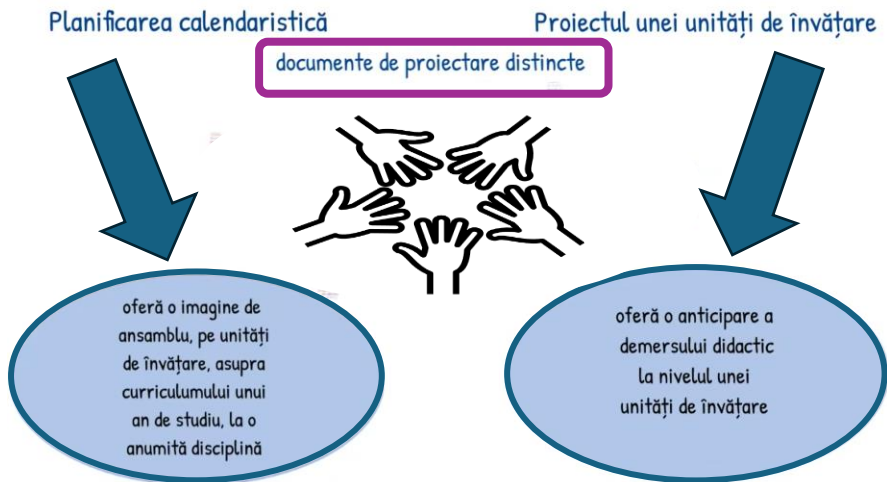 Planificarea calendaristică
Proiectul unei unități de învățare
documente de proiectare distincte
oferă o imagine de
ansamblu, pe unități
de învățare, asupra
curriculumului unui
an de studiu, la o
anumită disciplină
oferă o anticipare a
demersului didactic
la nivelul unei
unități de învățare